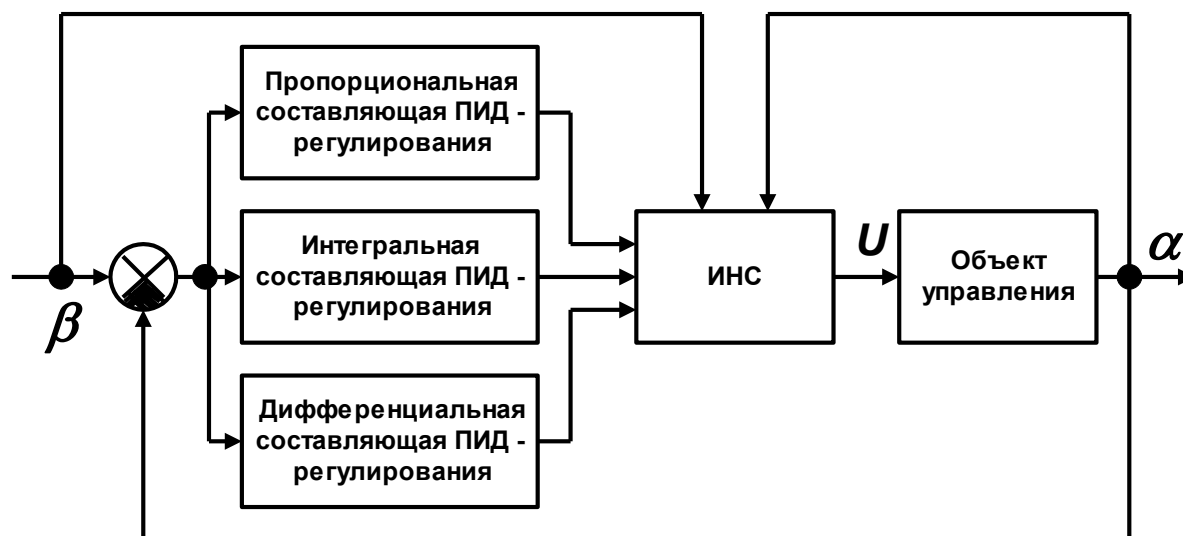 Пропорциональная
составляющая ПИД -
регулирования
Интегральная
составляющая ПИД -
регулирования
Дифференциальная
составляющая ПИД -
регулирования
ИНС
U
Объект
управления
α
β